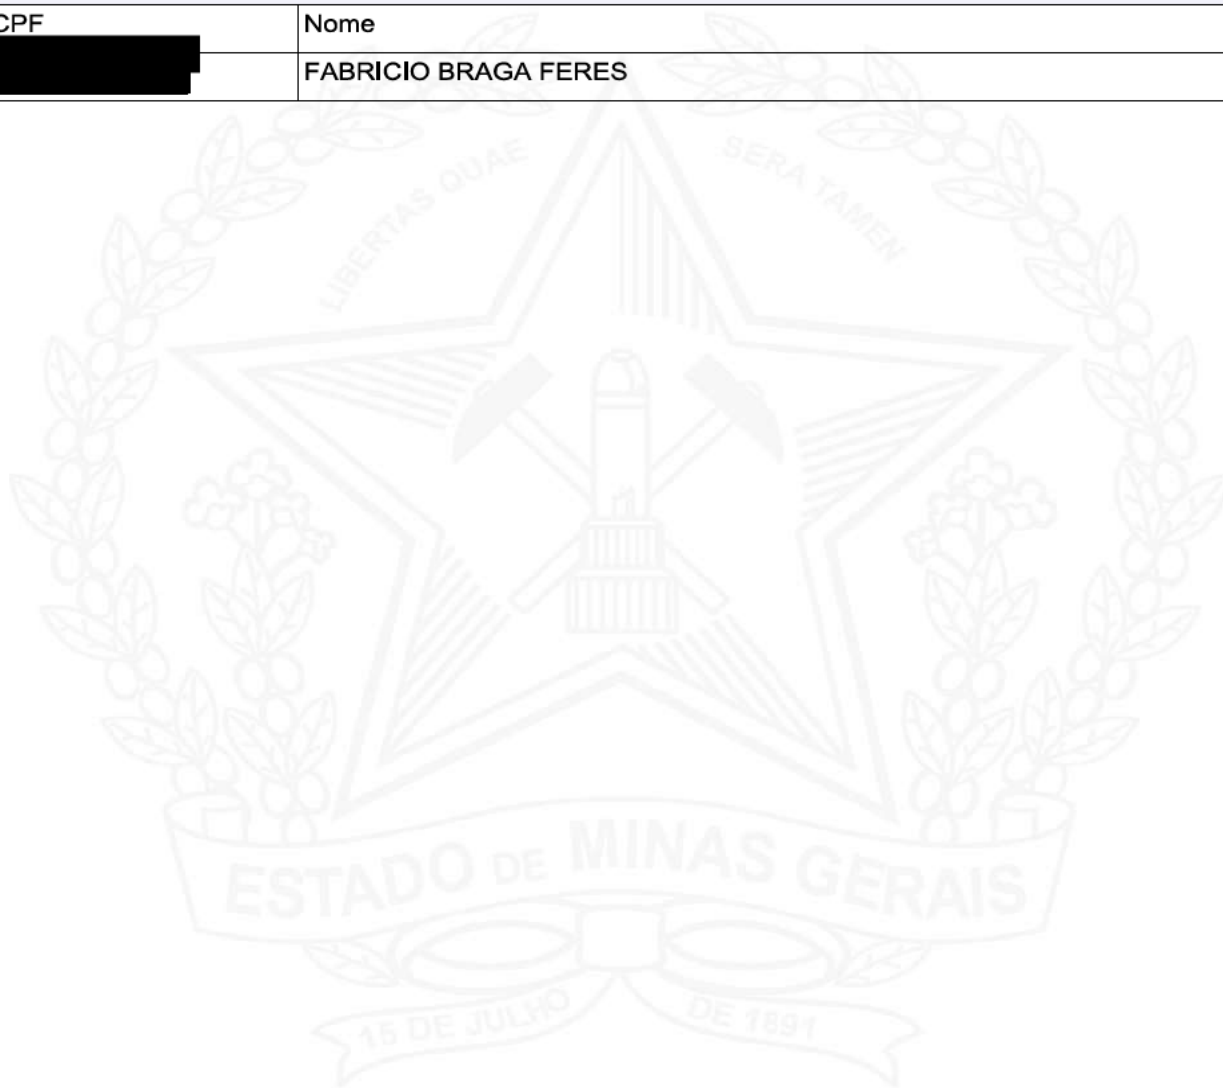 CPF
Nome
FABRICIO BRAGA FERES
LIBERTAS QUAE SERA TAMEN
ESTADO DE MINAS GERAIS
15 DE JULHO DE 1891